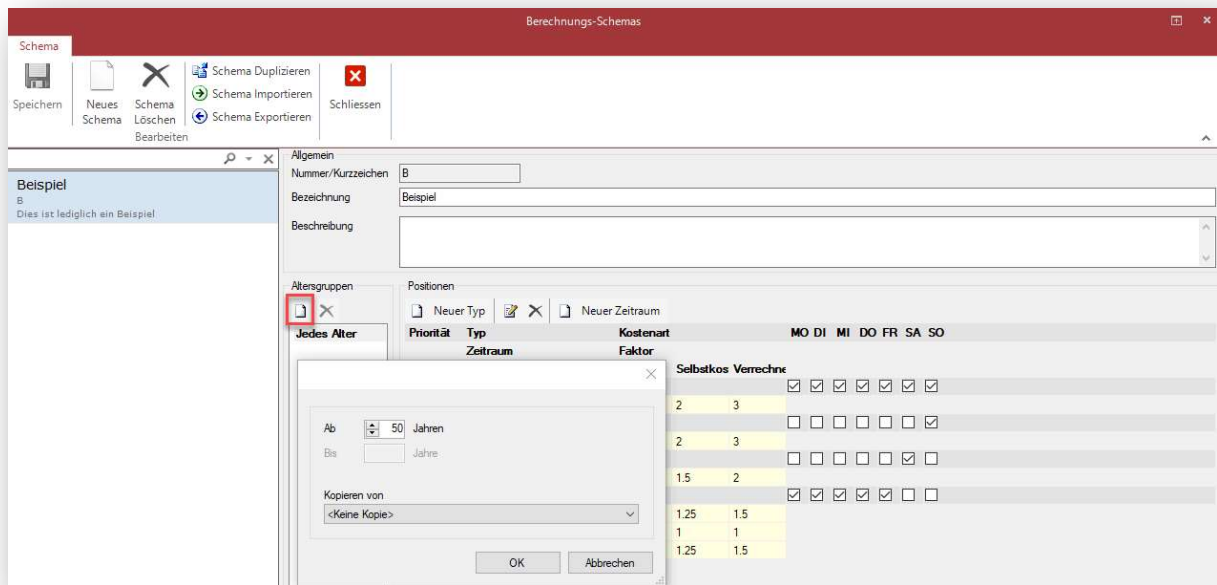 Berechnungs-Schemas
Schema
Speichern
Neues Schema
Schema Löschen
Schema Duplizieren
Schema Importieren
Schema Exportieren
Schliessen
Bearbeiten
Beispiel
B
Dies ist lediglich ein Beispiel
Allgemein
Nummer/Kurzzeichen B
Bezeichnung Beispiel
Beschreibung
Altersgruppen
Jedes Alter
Positionen
Neuer Typ Neuer Zeitraum
Priorität Typ Kostenart MO DI MI DO FR SA SO
Zeitraum Faktor
Selbstkos Verrechne
2 3
2 3
1.5 2
1.25 1.5
1 1
1.25 1.5
Ab 50 Jahren
Bis Jahre
Kopieren von
<Keine Kopie>
OK Abbrechen